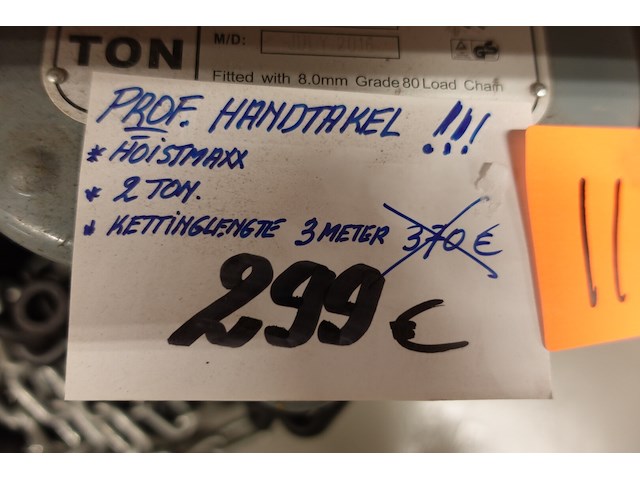 TON
M/D:
Fitted with 8.0mm Grade 80 Load Chain
PROF. HANDTAKEL !!!
* HOISTMAXX
* 2 TON.
* KETTINGLENGTE 3 METER 370 €
299 €
11